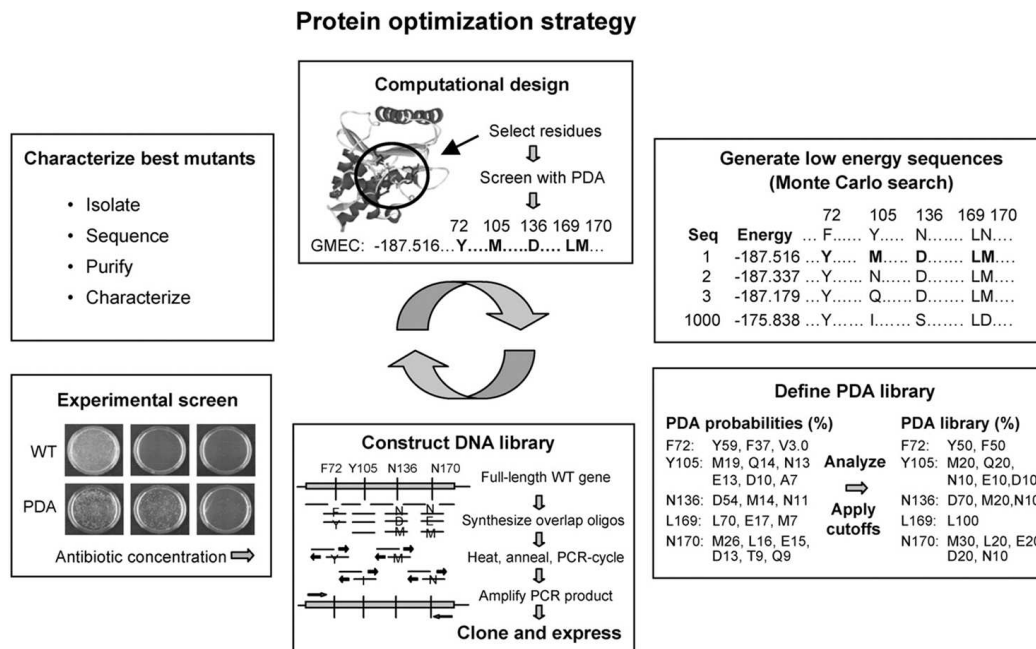 Protein optimization strategy
Computational design
Select residues
Screen with PDA
72 105 136 169 170
GMEC: -187.516...Y....M.....D.... LM...
Generate low energy sequences
(Monte Carlo search)
72 105 136 169 170
Seq Energy ...F...... Y..... N....... LN....
1 -187.516 ...Y...... M..... D....... LM....
2 -187.337 ...Y...... N...... D....... LM....
3 -187.179 ...Y...... Q...... D....... LM....
1000 -175.838 ...Y...... I....... S....... LD....
Define PDA library
PDA probabilities (%) PDA library (%)
F72: Y59, F37, V3.0 F72: Y50, F50
Y105: M19, Q14, N13 Y105: M20, Q20,
E13, D10, A7 N10, E10,D10
N136: D54, M14, N11 N136: D70, M20,N10
L169: L70, E17, M7 L169: L100
N170: M26, L16, E15, N170: M30, L20, E20
D13, T9, Q9 D20, N10
Analyze
Apply
cutoffs
Construct DNA library
F72 Y105 N136 N170
Full-length WT gene
F N N
Y D E
M M
Synthesize overlap oligos
Y M
Heat, anneal, PCR-cycle
I N
Amplify PCR product
Clone and express
Experimental screen
WT
PDA
Antibiotic concentration
Characterize best mutants
• Isolate
• Sequence
• Purify
• Characterize